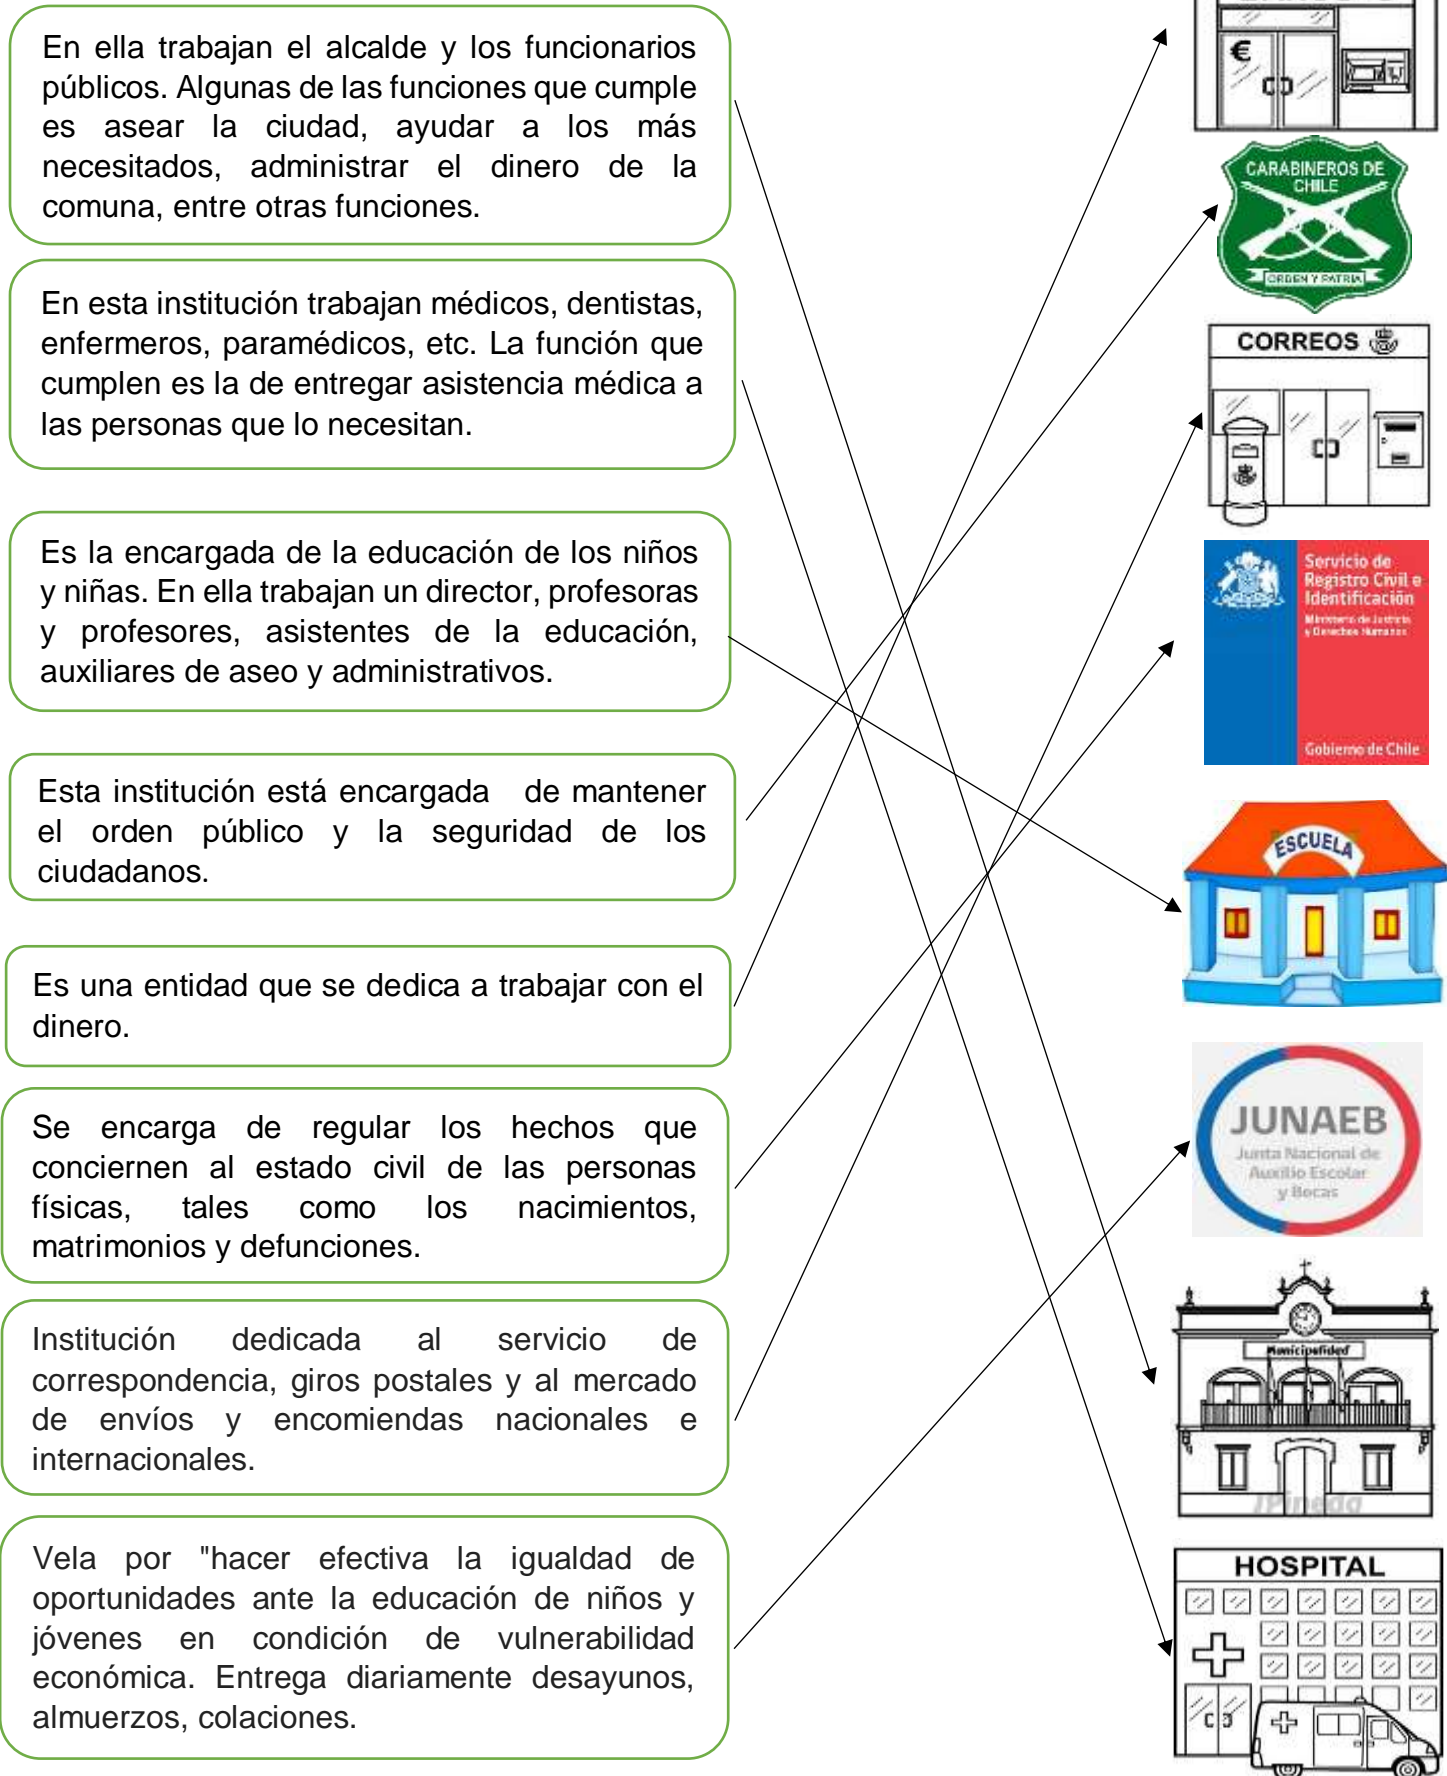 En ella trabajan el alcalde y los funcionarios
públicos. Algunas de las funciones que cumple
es asear la ciudad, ayudar a los más
necesitados, administrar el dinero de la
comuna, entre otras funciones.
En esta institución trabajan médicos, dentistas,
enfermeros, paramédicos, etc. La función que
cumplen es la de entregar asistencia médica a
las personas que lo necesitan.
Es la encargada de la educación de los niños
y niñas. En ella trabajan un director, profesoras
y profesores, asistentes de la educación,
auxiliares de aseo y administrativos.
Esta institución está encargada de mantener
el orden público y la seguridad de los
ciudadanos.
Es una entidad que se dedica a trabajar con el
dinero.
Se encarga de regular los hechos que
conciernen al estado civil de las personas
físicas, tales como los nacimientos,
matrimonios y defunciones.
Institución dedicada al servicio de
correspondencia, giros postales y al mercado
de envíos y encomiendas nacionales e
internacionales.
Vela por "hacer efectiva la igualdad de
oportunidades ante la educación de niños y
jóvenes en condición de vulnerabilidad
económica. Entrega diariamente desayunos,
almuerzos, colaciones.
€
CARABINEROS DE
CHILE
ORDEN Y PATRIA
CORREOS
Servicio de
Registro Civil e
Identificación
Ministerio de Justicia
y Derechos Humanos
Gobierno de Chile
ESCUELA
JUNAEB
Junta Nacional de
Auxilio Escolar
y Becas
Municipalidad
JPineda
HOSPITAL